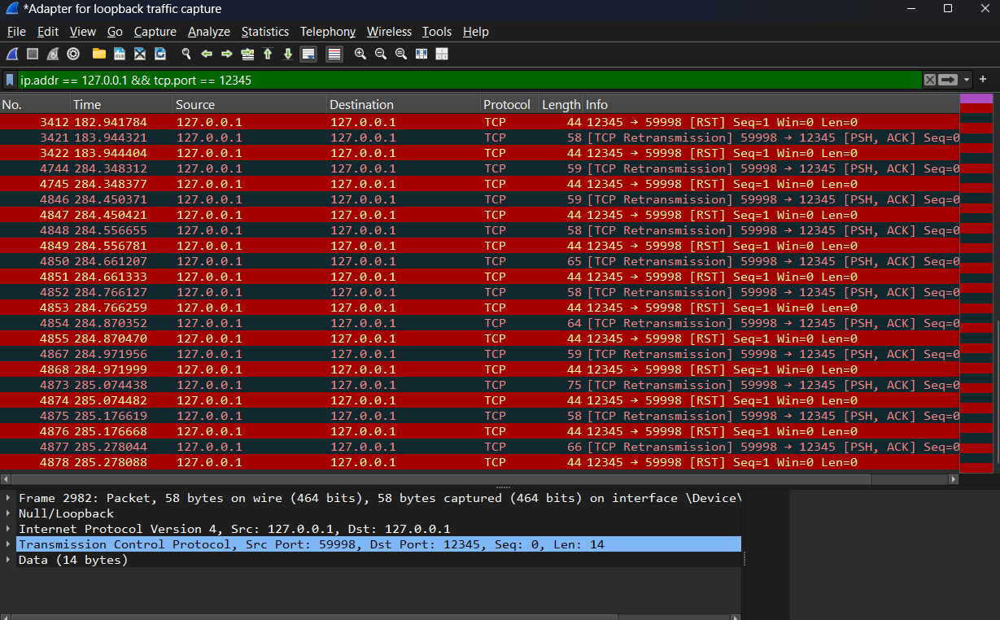 *Adapter for loopback traffic capture
File Edit View Go Capture Analyze Statistics Telephony Wireless Tools Help
ip.addr == 127.0.0.1 && tcp.port == 12345
No. Time Source Destination Protocol Length Info
3412 182.941784 127.0.0.1 127.0.0.1 TCP 44 12345 → 59998 [RST] Seq=1 Win=0 Len=0
3421 183.944321 127.0.0.1 127.0.0.1 TCP 58 [TCP Retransmission] 59998 → 12345 [PSH, ACK] Seq=0
3422 183.944404 127.0.0.1 127.0.0.1 TCP 44 12345 → 59998 [RST] Seq=1 Win=0 Len=0
4744 284.348312 127.0.0.1 127.0.0.1 TCP 59 [TCP Retransmission] 59998 → 12345 [PSH, ACK] Seq=0
4745 284.348377 127.0.0.1 127.0.0.1 TCP 44 12345 → 59998 [RST] Seq=1 Win=0 Len=0
4846 284.450371 127.0.0.1 127.0.0.1 TCP 59 [TCP Retransmission] 59998 → 12345 [PSH, ACK] Seq=0
4847 284.450421 127.0.0.1 127.0.0.1 TCP 44 12345 → 59998 [RST] Seq=1 Win=0 Len=0
4848 284.556655 127.0.0.1 127.0.0.1 TCP 58 [TCP Retransmission] 59998 → 12345 [PSH, ACK] Seq=0
4849 284.556781 127.0.0.1 127.0.0.1 TCP 44 12345 → 59998 [RST] Seq=1 Win=0 Len=0
4850 284.661207 127.0.0.1 127.0.0.1 TCP 65 [TCP Retransmission] 59998 → 12345 [PSH, ACK] Seq=0
4851 284.661333 127.0.0.1 127.0.0.1 TCP 44 12345 → 59998 [RST] Seq=1 Win=0 Len=0
4852 284.766127 127.0.0.1 127.0.0.1 TCP 58 [TCP Retransmission] 59998 → 12345 [PSH, ACK] Seq=0
4853 284.766259 127.0.0.1 127.0.0.1 TCP 44 12345 → 59998 [RST] Seq=1 Win=0 Len=0
4854 284.870352 127.0.0.1 127.0.0.1 TCP 64 [TCP Retransmission] 59998 → 12345 [PSH, ACK] Seq=0
4855 284.870470 127.0.0.1 127.0.0.1 TCP 44 12345 → 59998 [RST] Seq=1 Win=0 Len=0
4867 284.971956 127.0.0.1 127.0.0.1 TCP 59 [TCP Retransmission] 59998 → 12345 [PSH, ACK] Seq=0
4868 284.971999 127.0.0.1 127.0.0.1 TCP 44 12345 → 59998 [RST] Seq=1 Win=0 Len=0
4873 285.074438 127.0.0.1 127.0.0.1 TCP 75 [TCP Retransmission] 59998 → 12345 [PSH, ACK] Seq=0
4874 285.074482 127.0.0.1 127.0.0.1 TCP 44 12345 → 59998 [RST] Seq=1 Win=0 Len=0
4875 285.176619 127.0.0.1 127.0.0.1 TCP 58 [TCP Retransmission] 59998 → 12345 [PSH, ACK] Seq=0
4876 285.176668 127.0.0.1 127.0.0.1 TCP 44 12345 → 59998 [RST] Seq=1 Win=0 Len=0
4877 285.278044 127.0.0.1 127.0.0.1 TCP 66 [TCP Retransmission] 59998 → 12345 [PSH, ACK] Seq=0
4878 285.278088 127.0.0.1 127.0.0.1 TCP 44 12345 → 59998 [RST] Seq=1 Win=0 Len=0
Frame 2982: Packet, 58 bytes on wire (464 bits), 58 bytes captured (464 bits) on interface \Device\
Null/Loopback
Internet Protocol Version 4, Src: 127.0.0.1, Dst: 127.0.0.1
Transmission Control Protocol, Src Port: 59998, Dst Port: 12345, Seq: 0, Len: 14
Data (14 bytes)